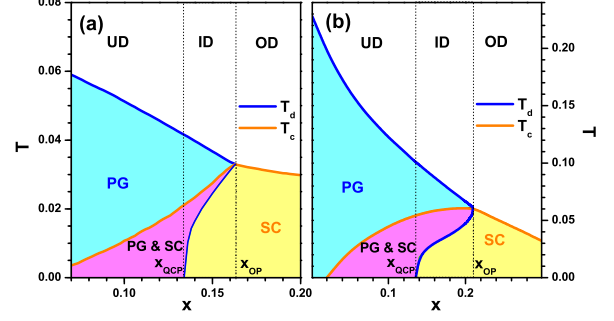 (a)
UD
ID
OD
T_d
T_c
PG
PG & SC
SC
x_QCP
x_OP
0.08
0.06
0.04
0.02
0.00
T
0.10
0.15
0.20
x
(b)
UD
ID
OD
T_d
T_c
PG
PG & SC
SC
x_QCP
x_OP
0.20
0.15
0.10
0.05
0.00
T
0.1
0.2
x